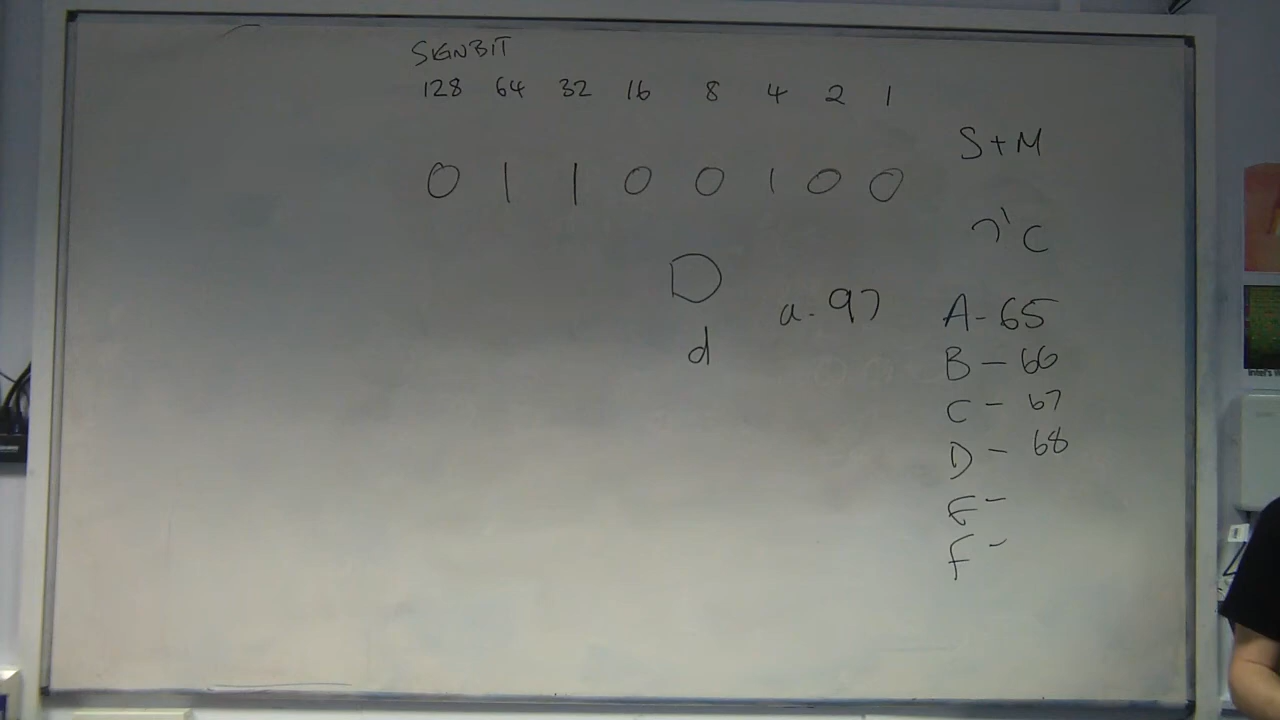 SIGNBIT
128 64 32 16 8 4 2 1
0 1 1 0 0 1 0 0
S+M
C
D
a. 97
d
A - 65
B - 66
C - 67
D - 68
E -
F -